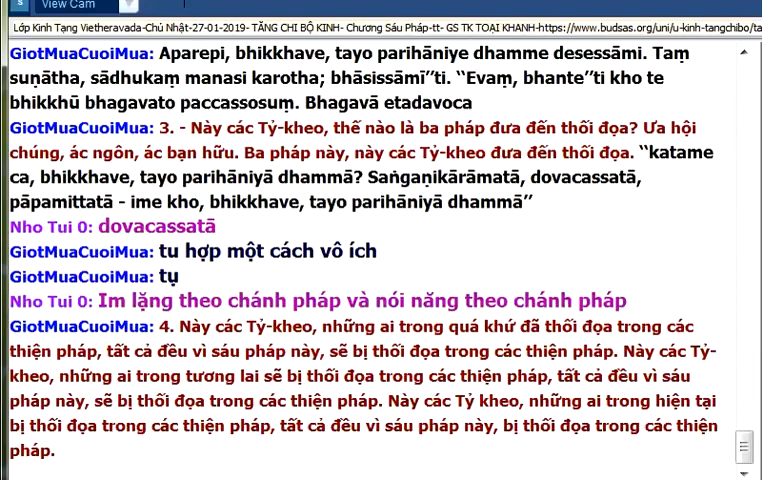 View Cam
Lớp Kinh Tạng Vietheravada-Chủ Nhật-27-01-2019- TĂNG CHI BỘ KINH- Chương Sáu Pháp-tt- GS TK TOẠI KHANH-https://www.budsas.org/uni/u-kinh-tangchibo/ta
GiotMuaCuoiMua: Aparepi, bhikkhave, tayo parihāniye dhamme desessāmi. Taṃ
suṇātha, sādhukaṃ manasi karotha; bhāsissāmī”ti. “Evaṃ, bhante”ti kho te
bhikkhū bhagavato paccassosuṃ. Bhagavā etadavoca
GiotMuaCuoiMua: 3. - Này các Tỷ-kheo, thế nào là ba pháp đưa đến thối đọa? Ưa hội
chúng, ác ngôn, ác bạn hữu. Ba pháp này, này các Tỷ-kheo đưa đến thối đọa. “katame
ca, bhikkhave, tayo parihāniyā dhammā? Saṅgaṇikārāmatā, dovacassatā,
pāpamittatā - ime kho, bhikkhave, tayo parihāniyā dhammā”
Nho Tui 0: dovacassatā
GiotMuaCuoiMua: tu hợp một cách vô ích
GiotMuaCuoiMua: tụ
Nho Tui 0: Im lặng theo chánh pháp và nói năng theo chánh pháp
GiotMuaCuoiMua: 4. Này các Tỷ-kheo, những ai trong quá khứ đã thối đọa trong các
thiện pháp, tất cả đều vì sáu pháp này, sẽ bị thối đọa trong các thiện pháp. Này các Tỷ-
kheo, những ai trong tương lai sẽ bị thối đọa trong các thiện pháp, tất cả đều vì sáu
pháp này, sẽ bị thối đọa trong các thiện pháp. Này các Tỷ kheo, những ai trong hiện tại
bị thối đọa trong các thiện pháp, tất cả đều vì sáu pháp này, bị thối đọa trong các thiện
pháp.